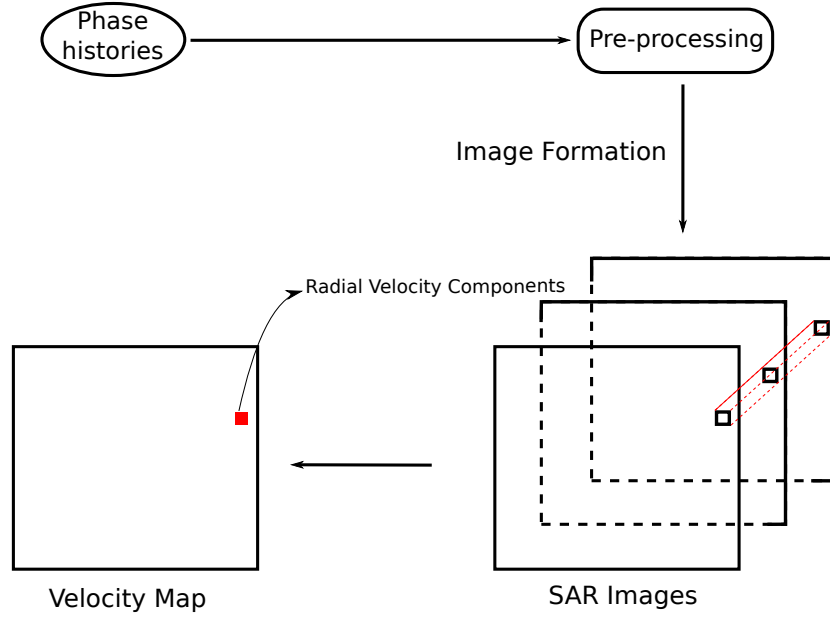 Phase
histories
Pre-processing
Image Formation
Radial Velocity Components
Velocity Map
SAR Images